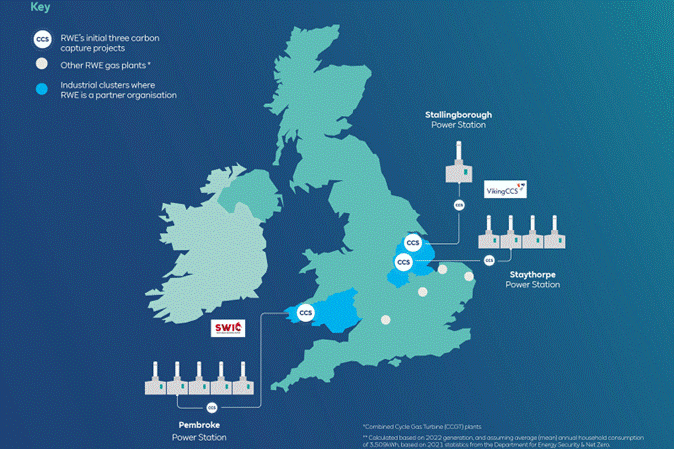 Key
CCS
RWE's initial three carbon
capture projects
Other RWE gas plants *
Industrial clusters where
RWE is a partner organisation
Stallingborough
Power Station
VikingCCS
CCS
CCS
CCS
CCS
Staythorpe
Power Station
CCS
SWIC
CCS
Pembroke
Power Station
*Combined Cycle Gas Turbine (CCGT) plants
** Calculated based on 2022 generation, and assuming average (mean) annual household consumption
of 3,509kWh, based on 2021 statistics from the Department for Energy Security & Net Zero.